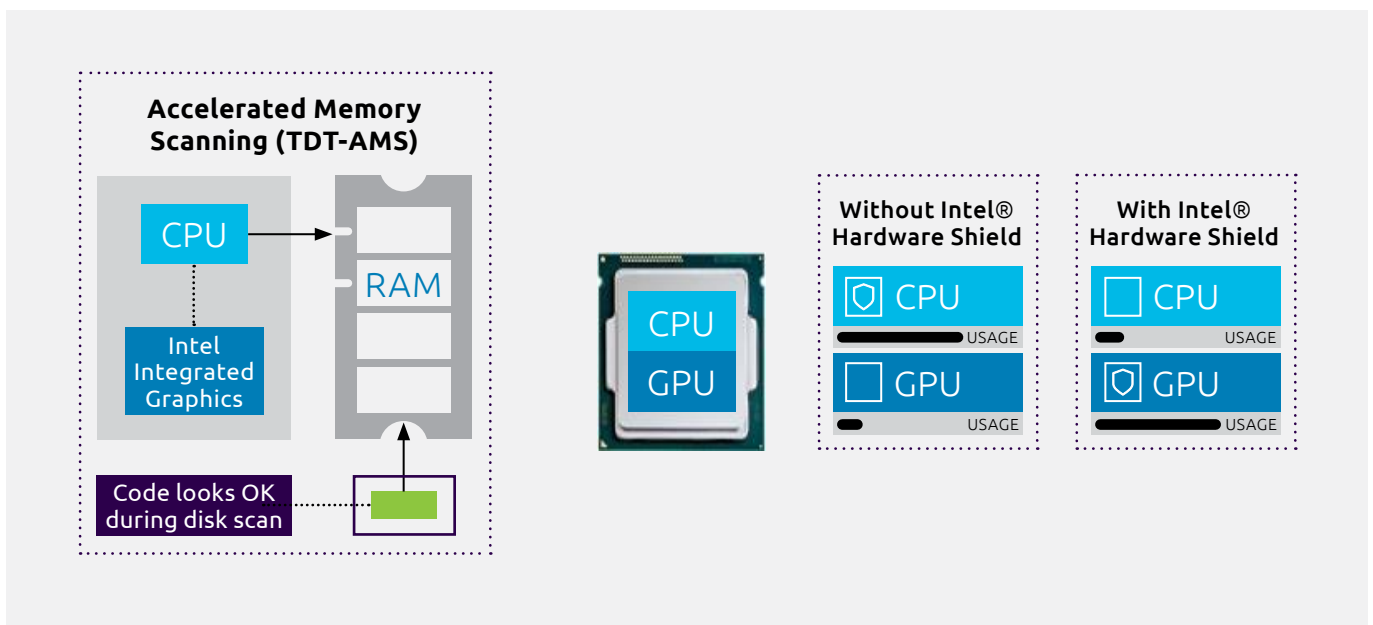 Accelerated Memory
Scanning (TDT-AMS)
CPU
RAM
Intel
Integrated
Graphics
Code looks OK
during disk scan
CPU
GPU
Without Intel®
Hardware Shield
CPU
USAGE
GPU
USAGE
With Intel®
Hardware Shield
CPU
USAGE
GPU
USAGE